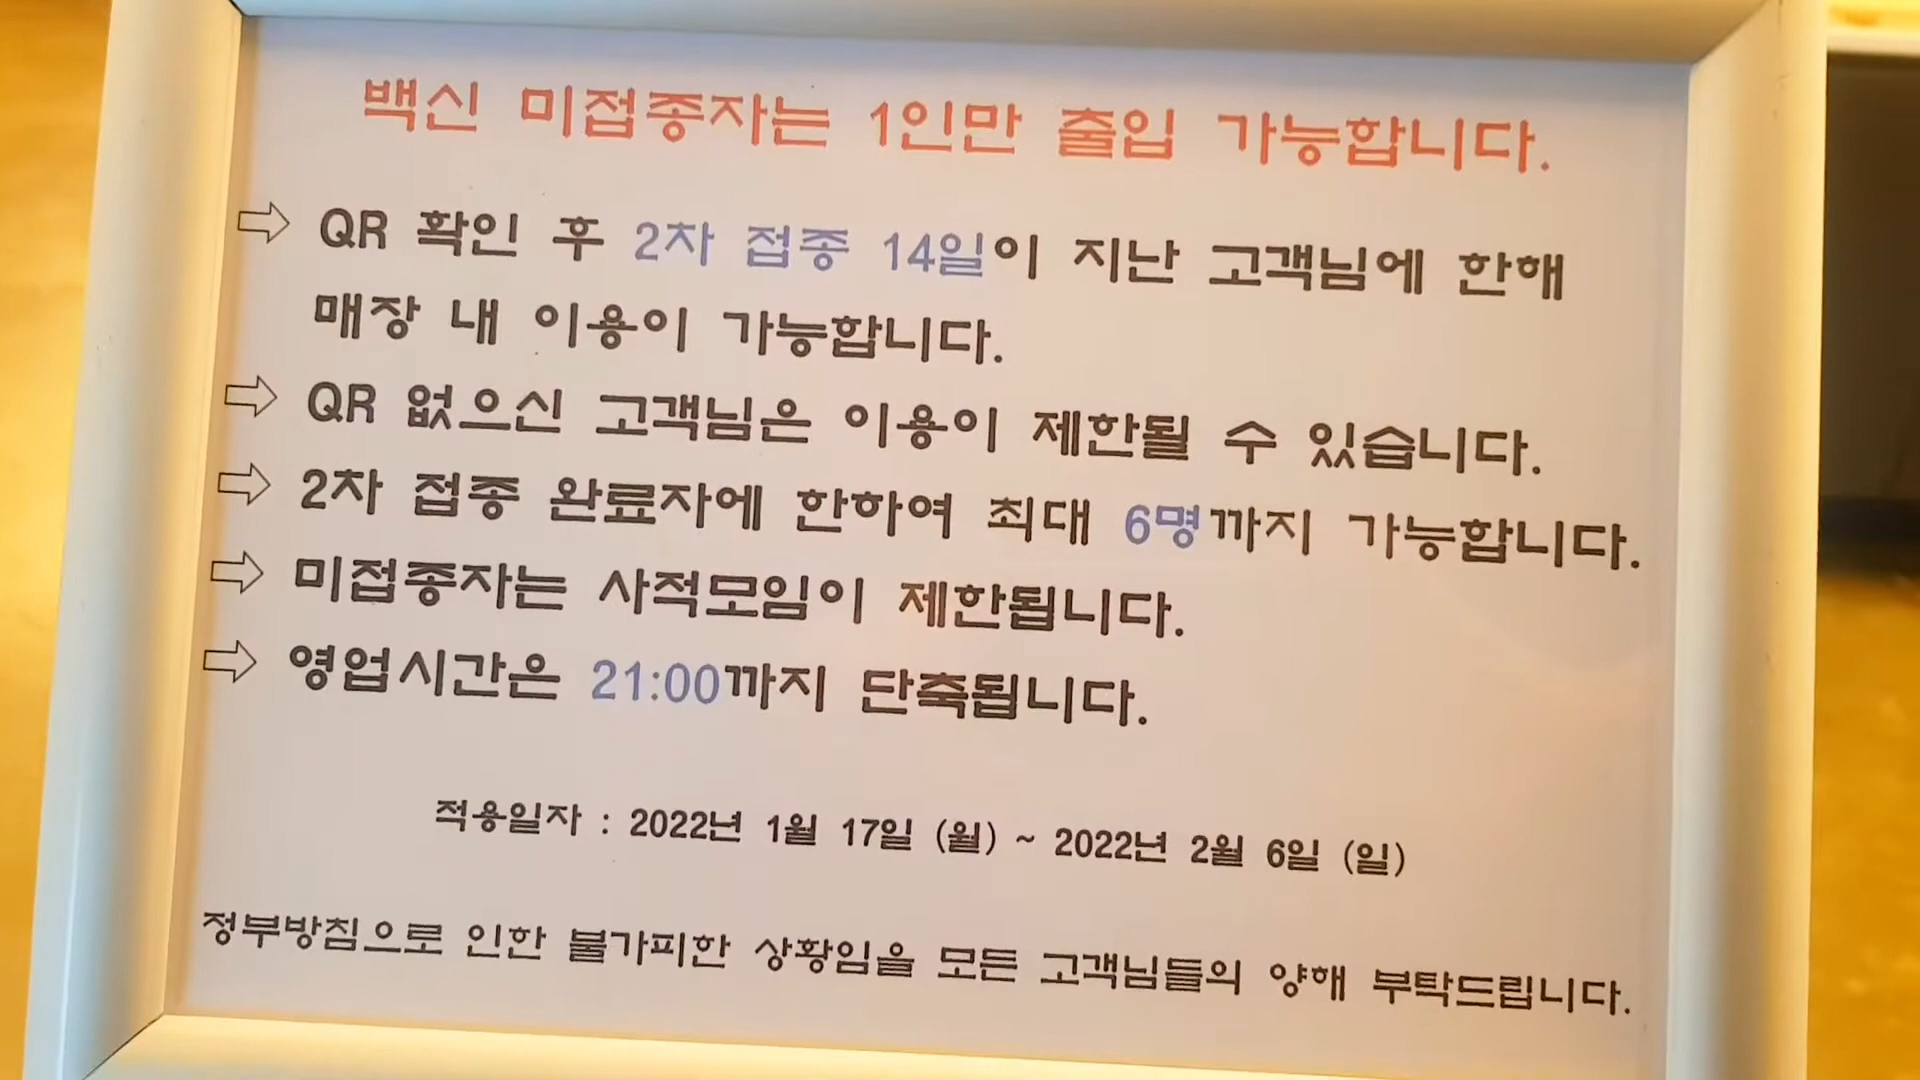 백신 미접종자는 1인만 출입 가능합니다.
⇨ QR 확인 후 2차 접종 14일이 지난 고객님에 한해
매장 내 이용이 가능합니다.
⇨ QR 없으신 고객님은 이용이 제한될 수 있습니다.
⇨ 2차 접종 완료자에 한하여 최대 6명까지 가능합니다.
⇨ 미접종자는 사적모임이 제한됩니다.
⇨ 영업시간은 21:00까지 단축됩니다.
적용일자 : 2022년 1월 17일 (월) ~ 2022년 2월 6일 (일)
정부방침으로 인한 불가피한 상황임을 모든 고객님들의 양해 부탁드립니다.